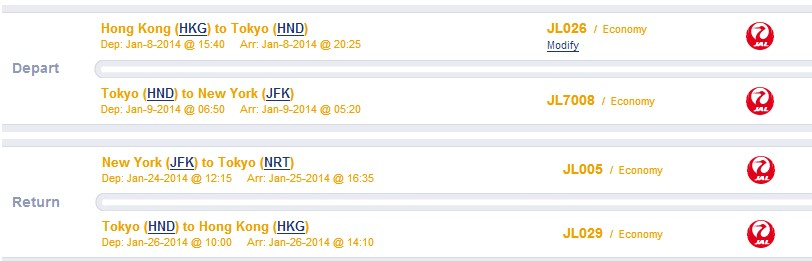 Hong Kong (HKG) to Tokyo (HND)
JL026 / Economy
Dep: Jan-8-2014 @ 15:40 Arr: Jan-8-2014 @ 20:25
Modify
JAL
Depart
Tokyo (HND) to New York (JFK)
JL7008 / Economy
Dep: Jan-9-2014 @ 06:50 Arr: Jan-9-2014 @ 05:20
JAL
New York (JFK) to Tokyo (NRT)
JL005 / Economy
Dep: Jan-24-2014 @ 12:15 Arr: Jan-25-2014 @ 16:35
JAL
Return
Tokyo (HND) to Hong Kong (HKG)
JL029 / Economy
Dep: Jan-26-2014 @ 10:00 Arr: Jan-26-2014 @ 14:10
JAL